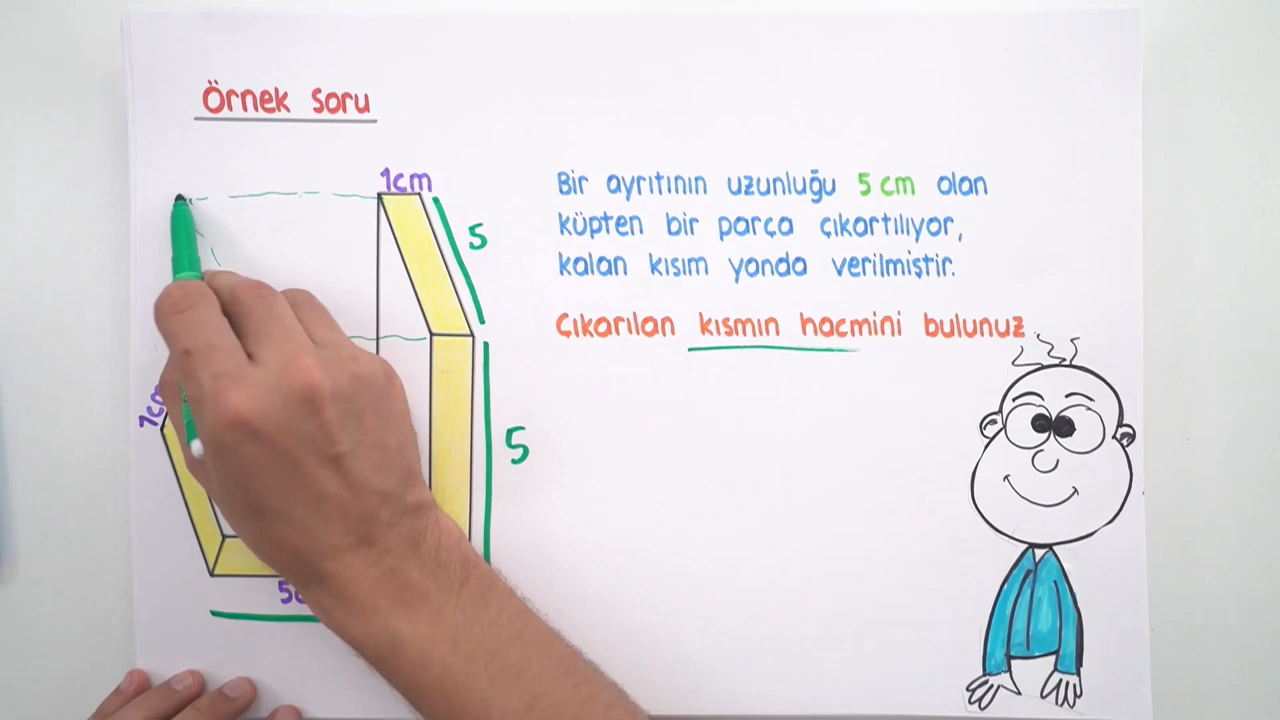 Örnek soru
1cm
5
Bir ayrıtının uzunluğu 5 cm olan
küpten bir parça çıkartılıyor,
kalan kısım yanda verilmiştir.
Çıkarılan kısmın hacmini bulunuz
5